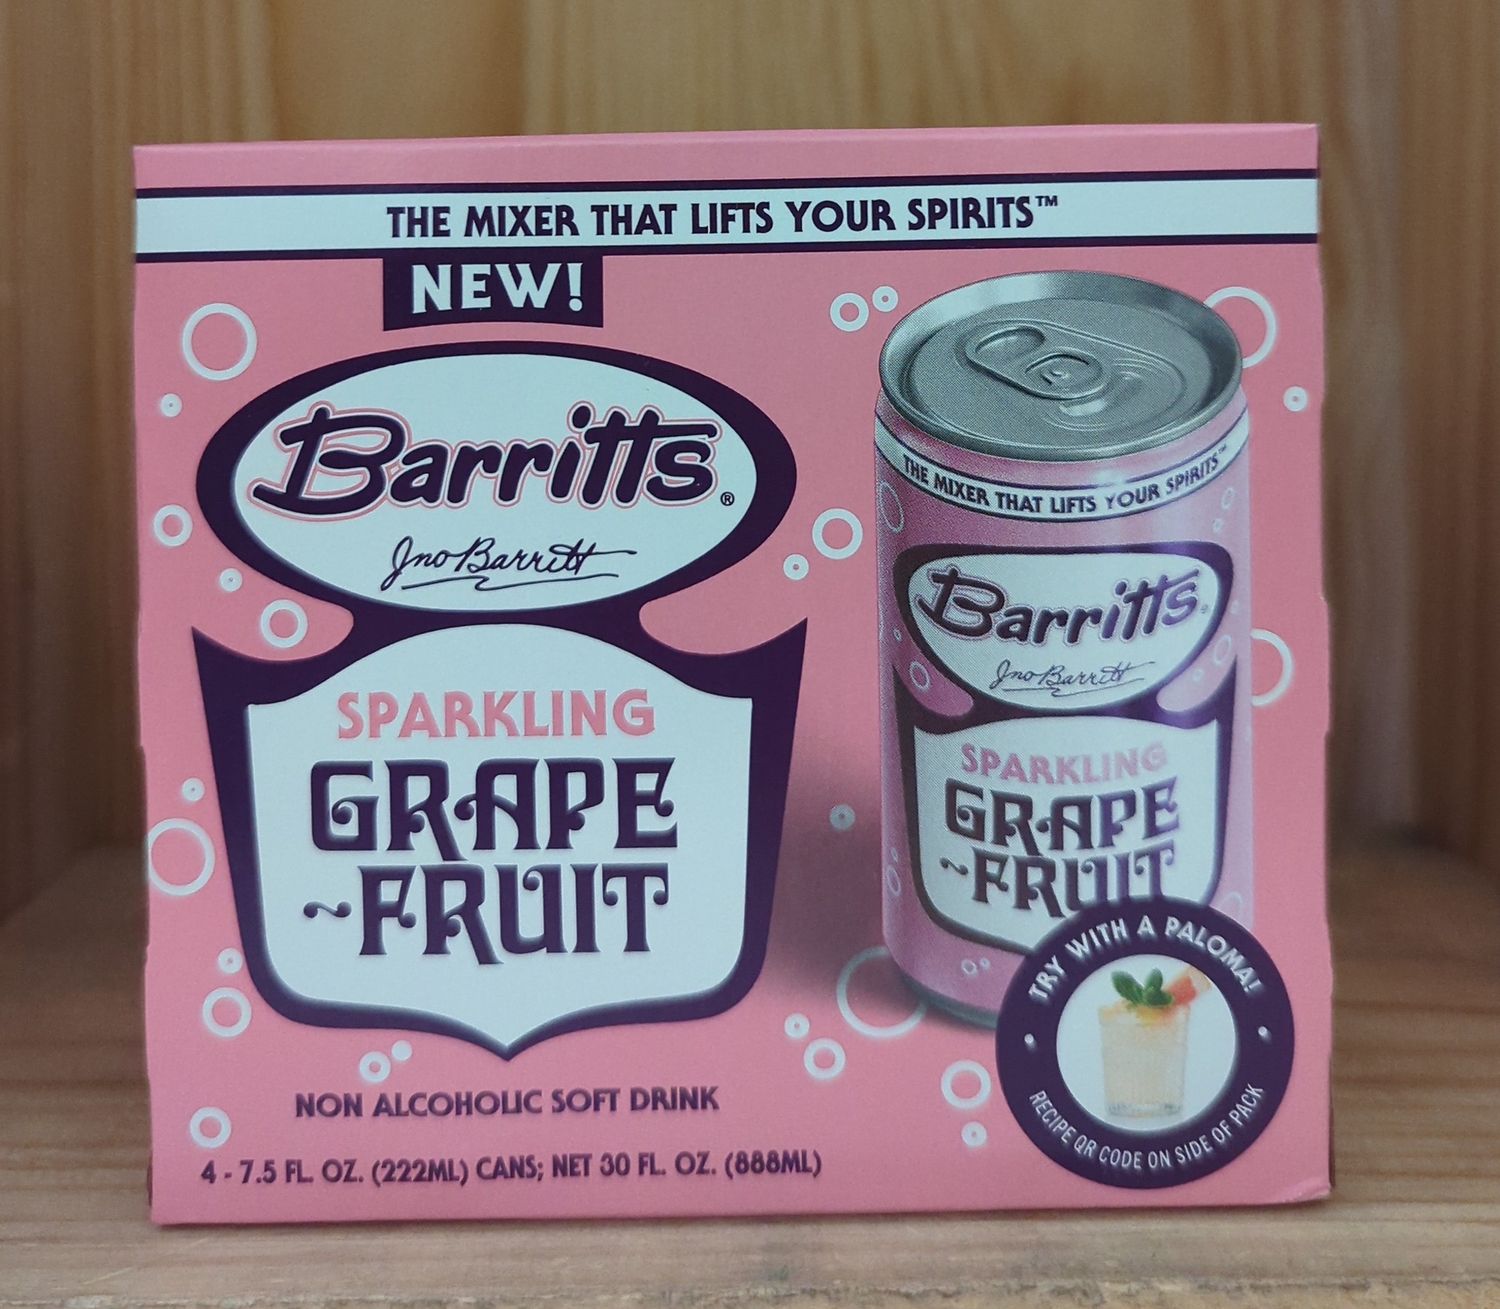 THE MIXER THAT LIFTS YOUR SPIRITS™
NEW!
Barritts®
Jno Barritt
SPARKLING
GRAPE
~FRUIT
NON ALCOHOLIC SOFT DRINK
4 - 7.5 FL. OZ. (222ML) CANS; NET 30 FL. OZ. (888ML)
THE MIXER THAT LIFTS YOUR SPIRITS™
Barritts®
Jno Barritt
SPARKLING
GRAPE
~FRUIT
TRY WITH A PALOMA!
RECIPE QR CODE ON SIDE OF PACK